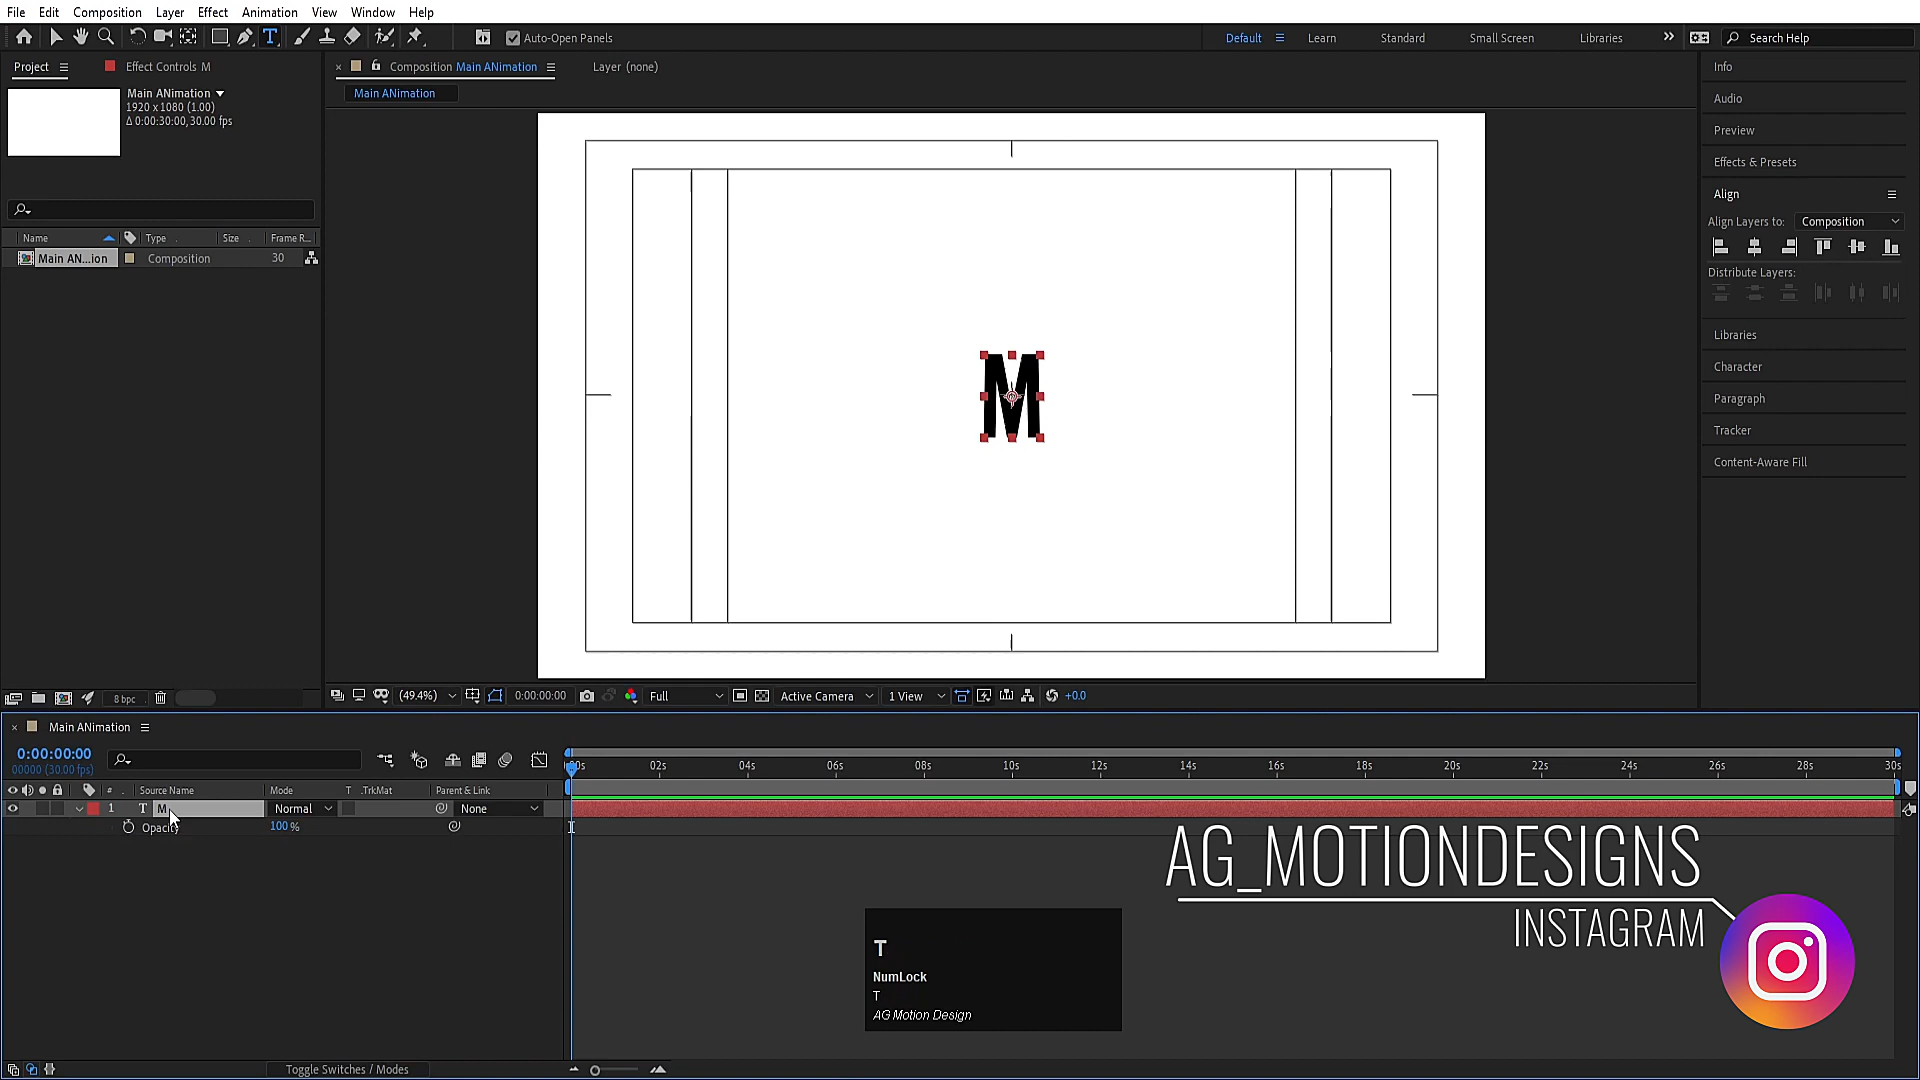 File Edit Composition Layer Effect Animation View Window Help
T Auto-Open Panels Default Learn Standard Small Screen Libraries Search Help
Project Effect Controls M Composition Main ANimation Layer (none) Info
Main ANimation
1920 x 1080 (1.00)
Δ 0:00:30:00, 30.00 fps
Main ANimation
Audio
Preview
Effects & Presets
Align
Align Layers to: Composition
Distribute Layers:
Name Type Size Frame R...
Main AN...ion Composition 30
Libraries
Character
Paragraph
Tracker
Content-Aware Fill
M
8 bpc (49.4%) 0:00:00:00 Full Active Camera 1 View +0.0
Main ANimation
0:00:00:00
00000 (30.00 fps)
:00s 02s 04s 06s 08s 10s 12s 14s 16s 18s 20s 22s 24s 26s 28s 30s
# Source Name Mode T .TrkMat Parent & Link
1 T M Normal None
Opacity 100 %
AG_MOTIONDESIGNS
INSTAGRAM
T
NumLock
T
AG Motion Design
Toggle Switches / Modes